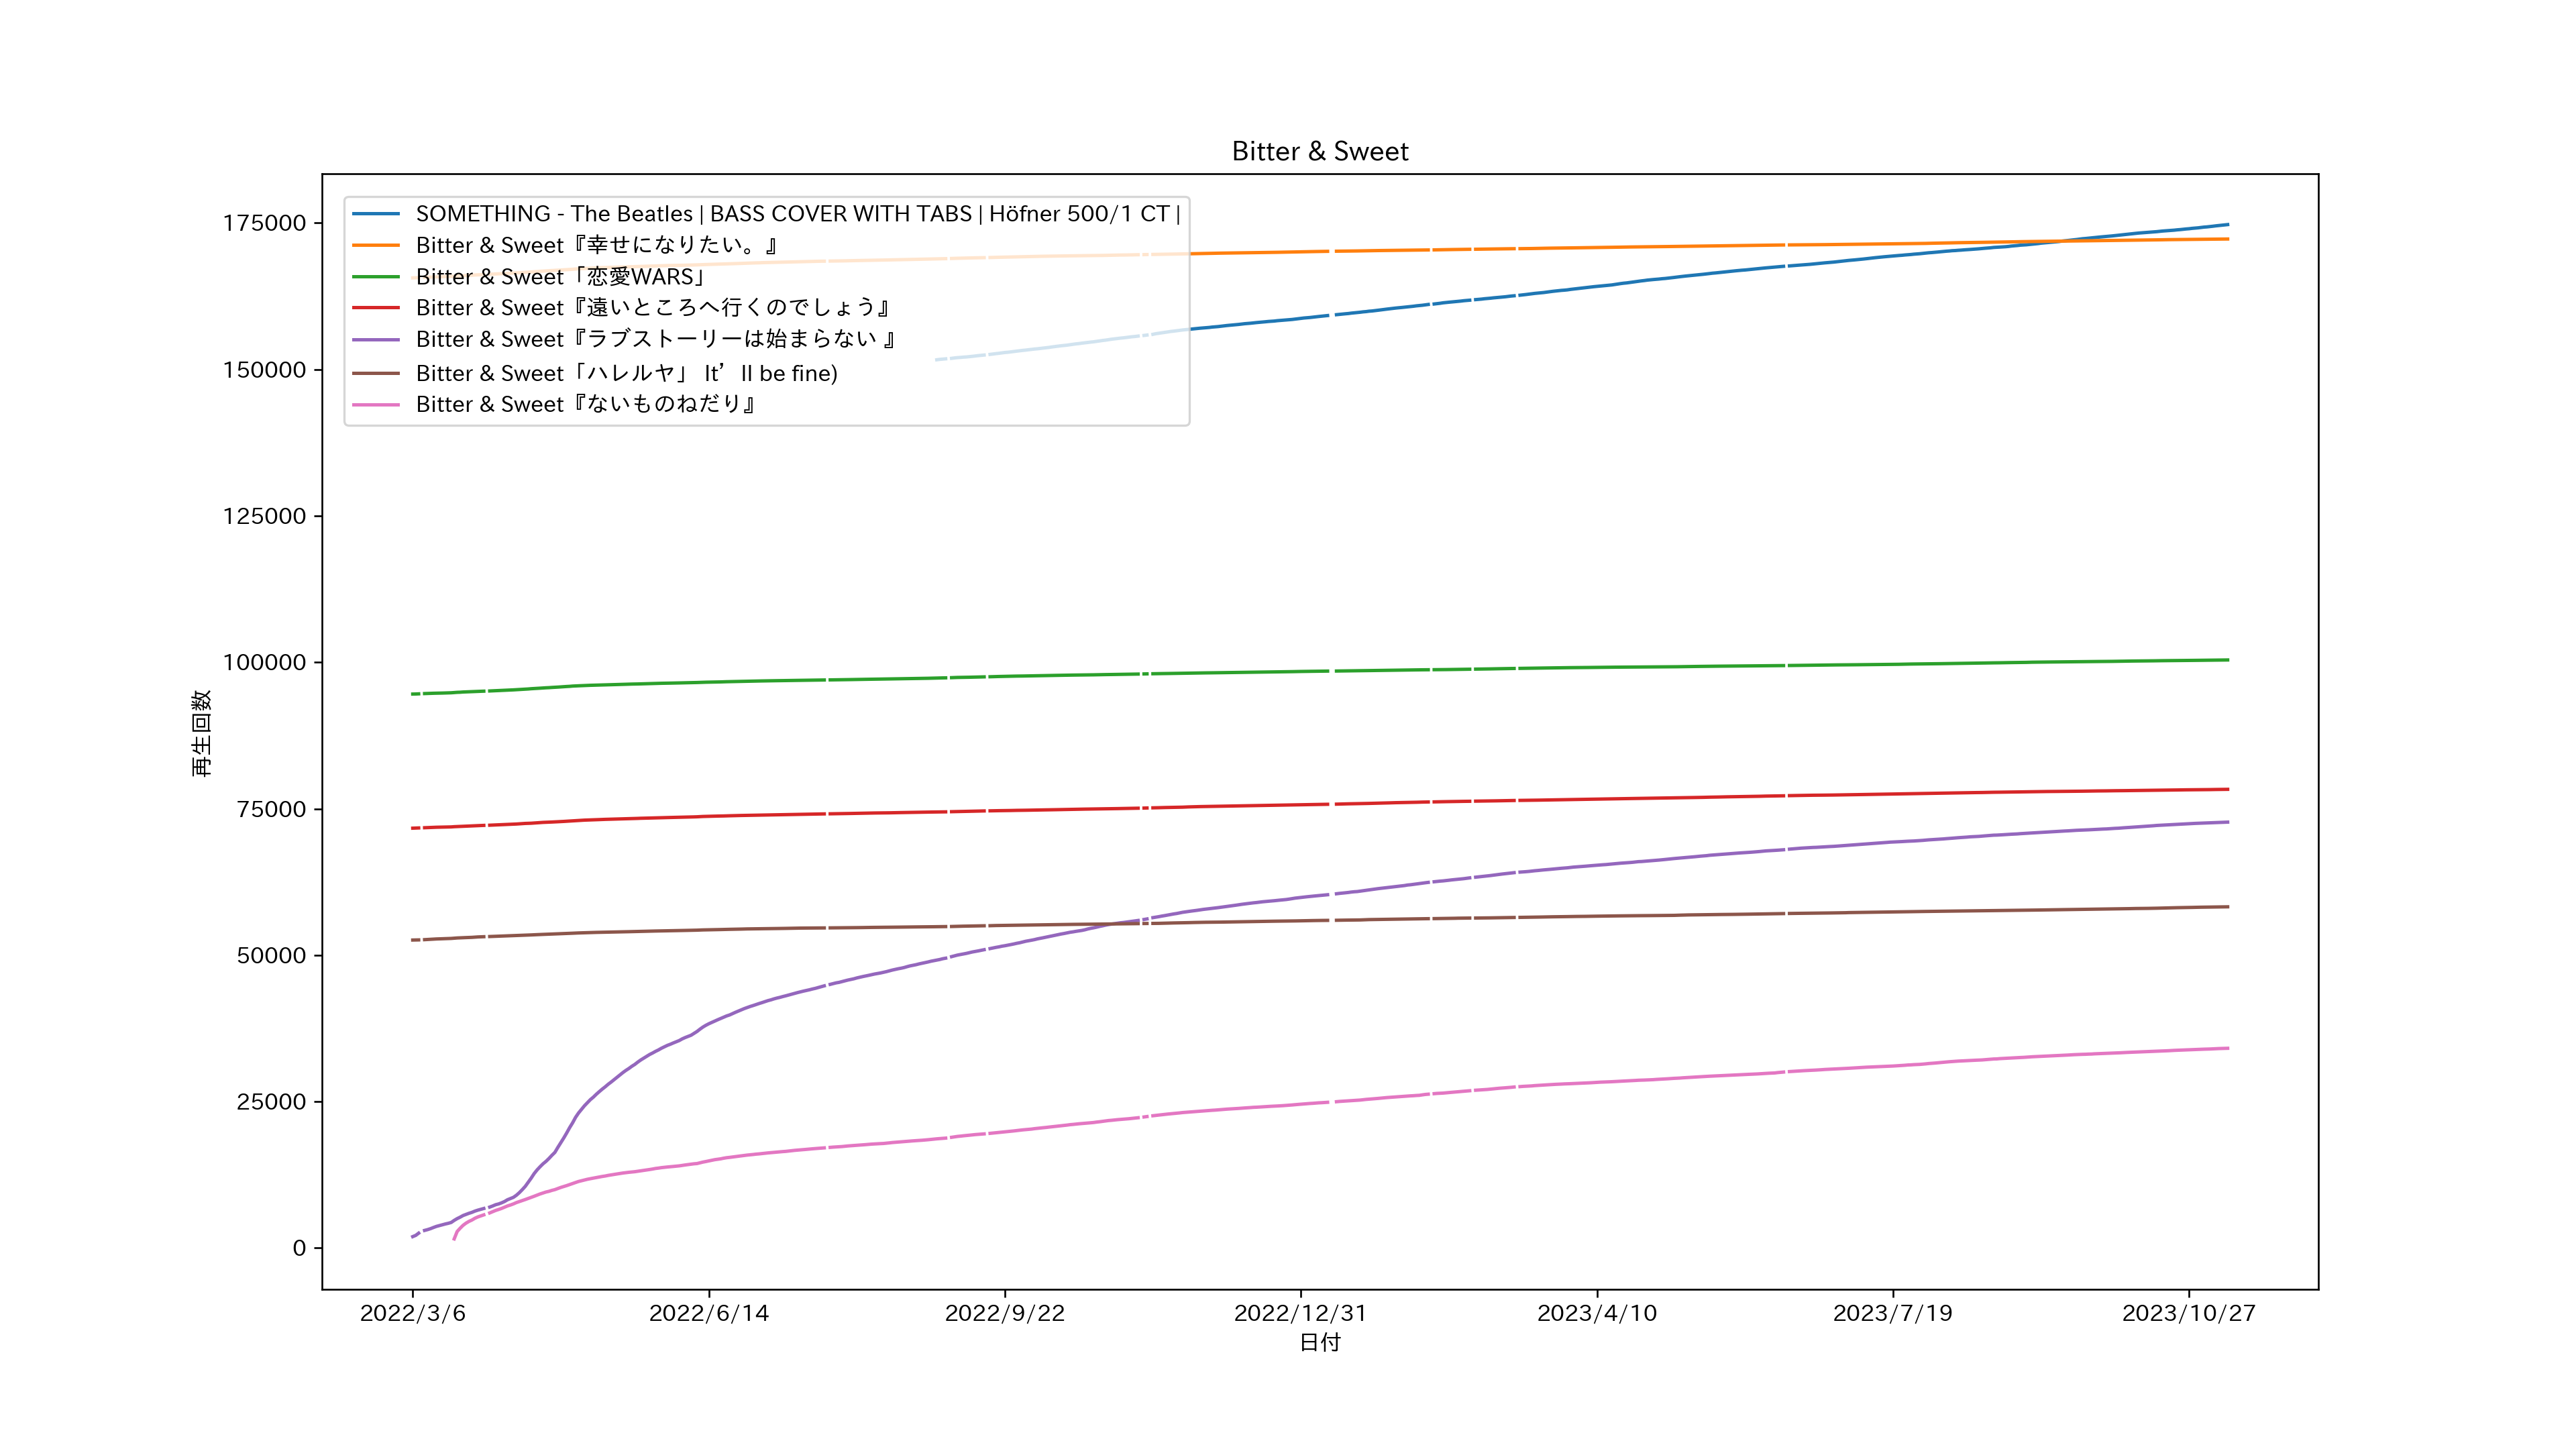 Bitter & Sweet
SOMETHING - The Beatles | BASS COVER WITH TABS | Höfner 500/1 CT |
Bitter & Sweet『幸せになりたい。』
Bitter & Sweet「恋愛WARS」
Bitter & Sweet『遠いところへ行くのでしょう』
Bitter & Sweet『ラブストーリーは始まらない 』
Bitter & Sweet「ハレルヤ」 It’ll be fine)
Bitter & Sweet『ないものねだり』
175000
150000
125000
100000
75000
50000
25000
0
再生回数
2022/3/6 2022/6/14 2022/9/22 2022/12/31 2023/4/10 2023/7/19 2023/10/27
日付